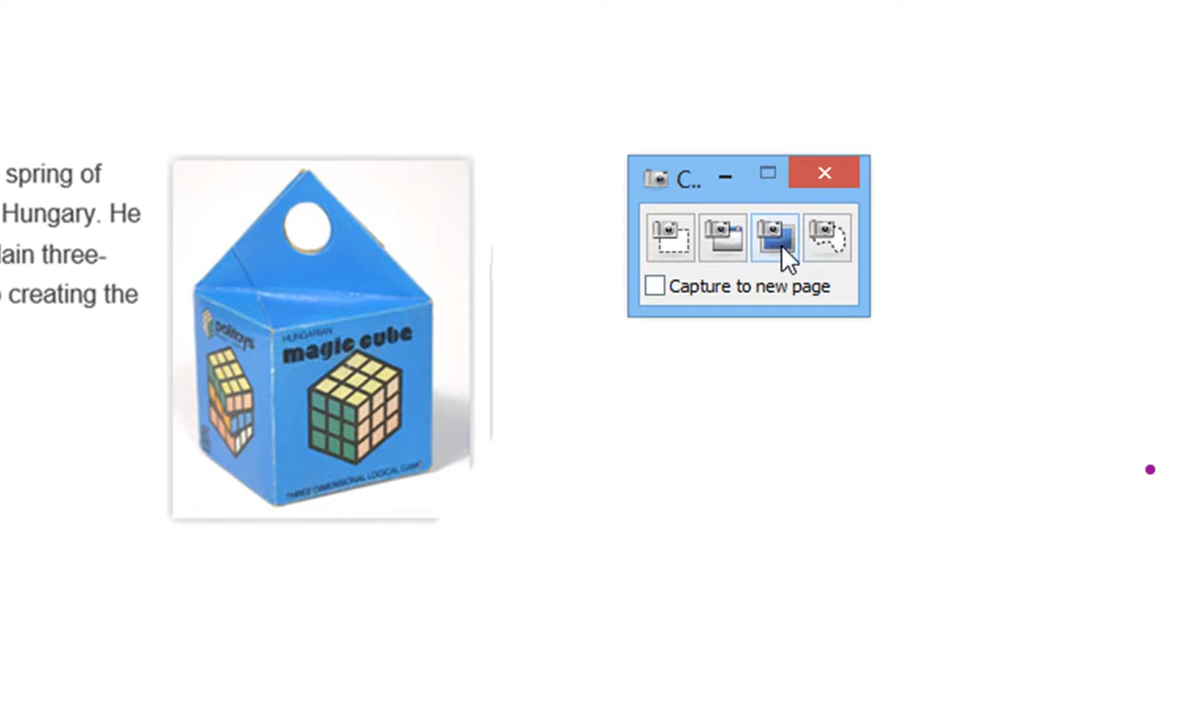 spring of
Hungary. He
lain three-
creating the
politoys
HUNGARIAN
magic cube
THREE-DIMENSIONAL LOGICAL GAME
C..
Capture to new page